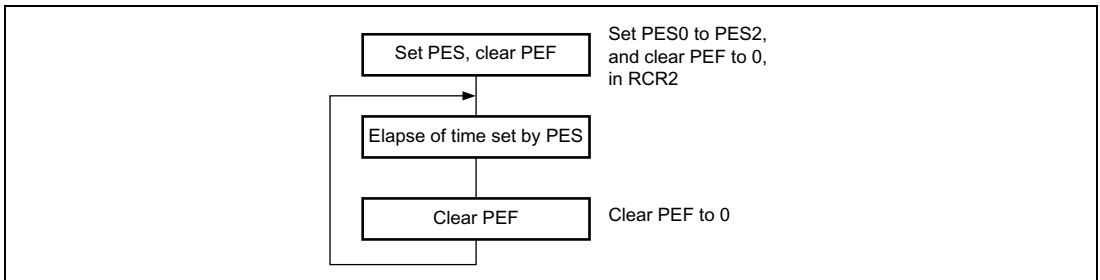 Set PES, clear PEF
Set PES0 to PES2,
and clear PEF to 0,
in RCR2
Elapse of time set by PES
Clear PEF
Clear PEF to 0